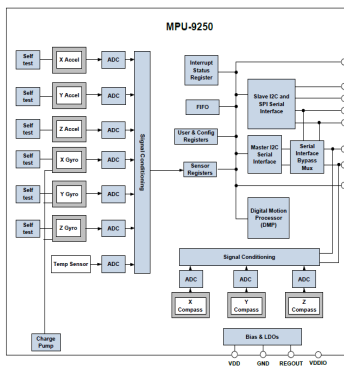 MPU-9250
Self
test
X Accel
ADC
Self
test
Y Accel
ADC
Self
test
Z Accel
ADC
Self
test
X Gyro
ADC
Self
test
Y Gyro
ADC
Self
test
Z Gyro
ADC
Temp Sensor
ADC
Charge
Pump
Signal Conditioning
Interrupt
Status
Register
FIFO
User & Config
Registers
Sensor
Registers
Slave I2C and
SPI Serial
Interface
Master I2C
Serial
Interface
Serial
Interface
Bypass
Mux
Digital Motion
Processor
(DMP)
Signal Conditioning
ADC
ADC
ADC
X
Compass
Y
Compass
Z
Compass
Bias & LDOs
VDD
GND
REGOUT
VDDIO